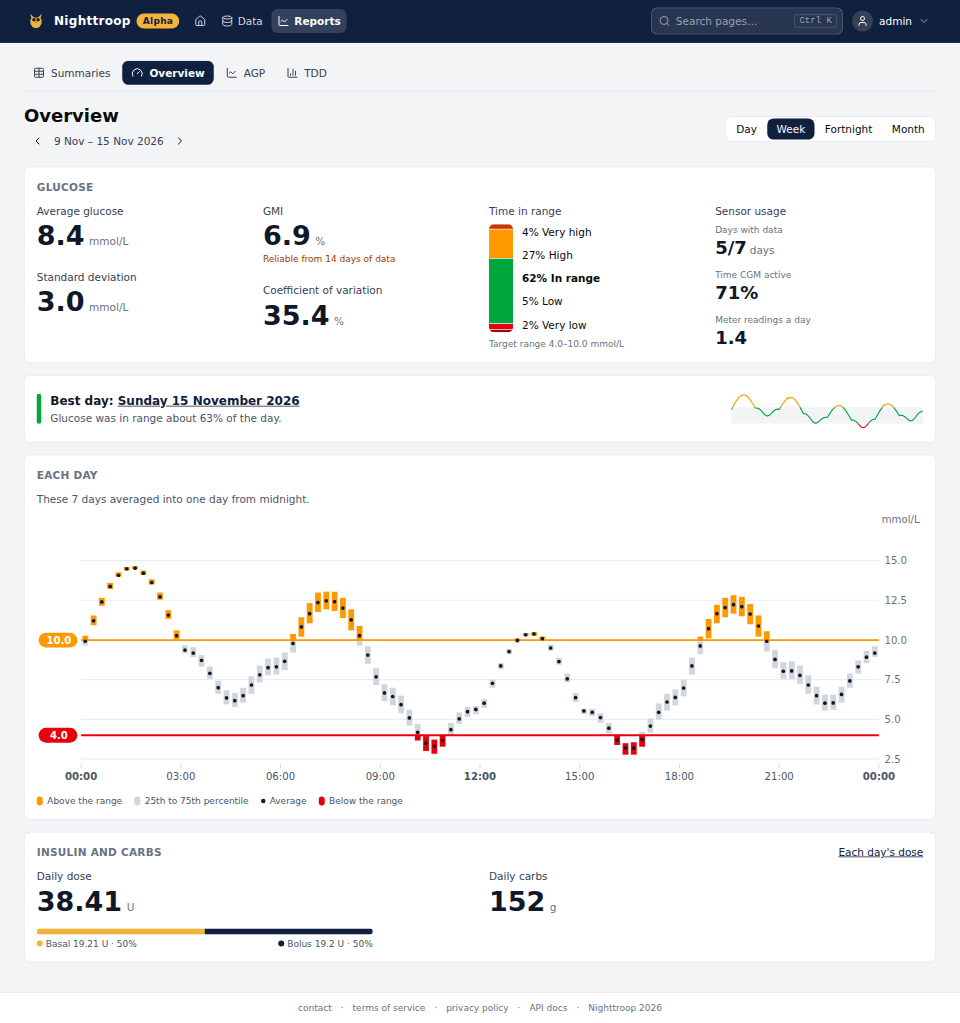 Nighttroop Alpha Data Reports Search pages... Ctrl K admin
Summaries Overview AGP TDD
Overview
9 Nov – 15 Nov 2026
Day Week Fortnight Month
GLUCOSE
Average glucose
8.4 mmol/L
Standard deviation
3.0 mmol/L
GMI
6.9 %
Reliable from 14 days of data
Coefficient of variation
35.4 %
Time in range
4% Very high
27% High
62% In range
5% Low
2% Very low
Target range 4.0–10.0 mmol/L
Sensor usage
Days with data
5/7 days
Time CGM active
71%
Meter readings a day
1.4
Best day: Sunday 15 November 2026
Glucose was in range about 63% of the day.
EACH DAY
These 7 days averaged into one day from midnight.
mmol/L
15.0
12.5
10.0 10.0
7.5
5.0
4.0
2.5
00:00 03:00 06:00 09:00 12:00 15:00 18:00 21:00 00:00
Above the range 25th to 75th percentile Average Below the range
INSULIN AND CARBS Each day's dose
Daily dose
38.41 U
Basal 19.21 U · 50% Bolus 19.2 U · 50%
Daily carbs
152 g
contact · terms of service · privacy policy · API docs · Nighttroop 2026